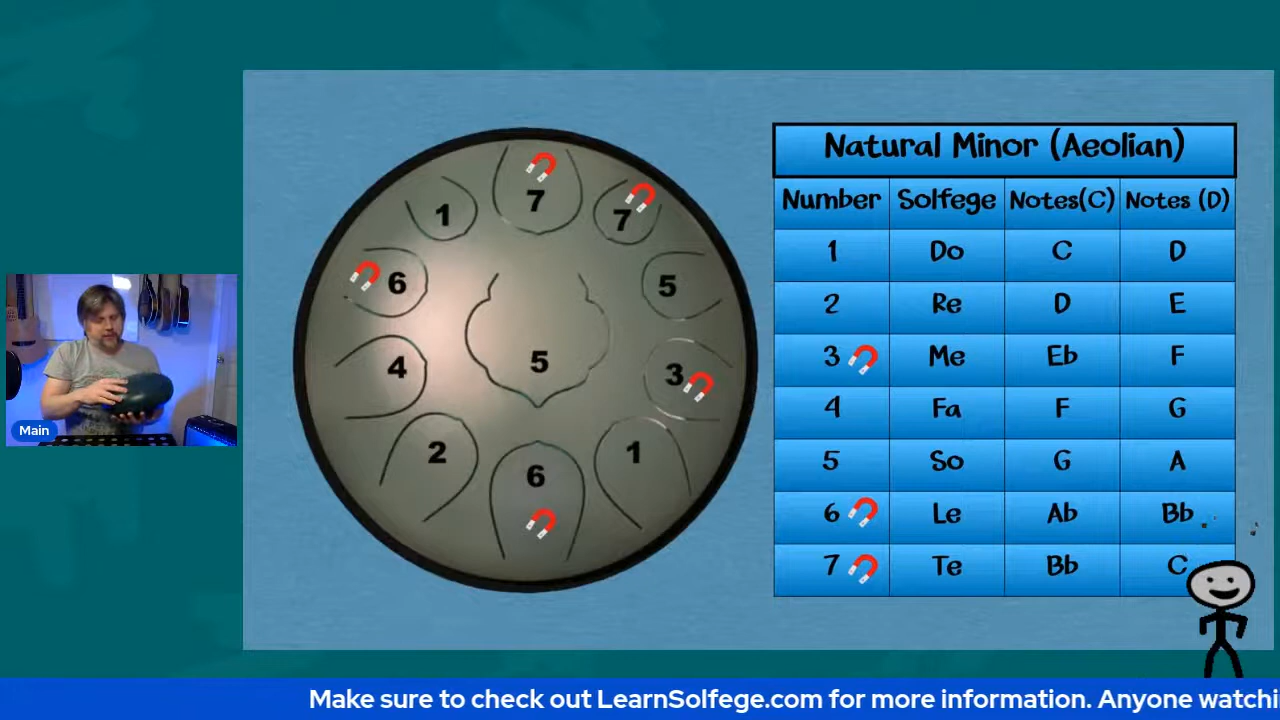 Natural Minor (Aeolian)
Number Solfege Notes(C) Notes (D)
1 Do C D
2 Re D E
3 Me Eb F
4 Fa F G
5 So G A
6 Le Ab Bb
7 Te Bb C
7
1
7
6
5
4
5
3
2
6
1
Main
Make sure to check out LearnSolfege.com for more information. Anyone watchi